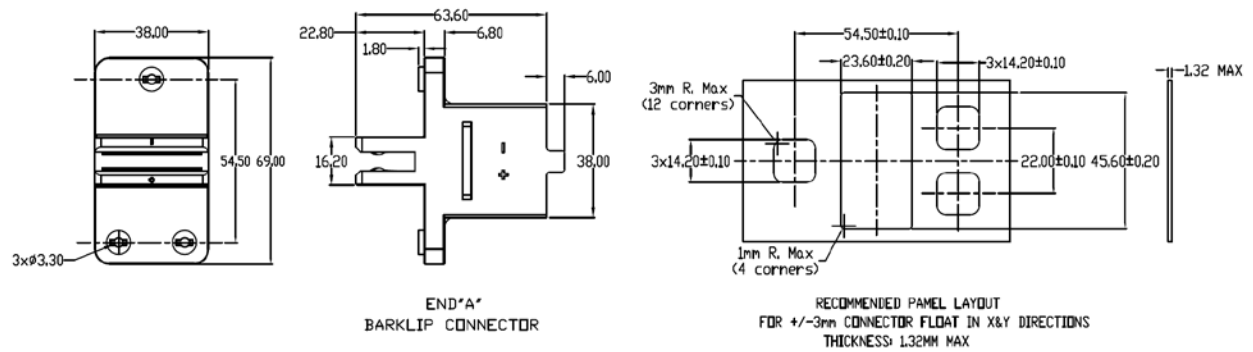 38.00
54.50
69.00
3xø3.30
63.60
22.80
6.80
1.80
6.00
16.20
38.00
-
+
END"A"
BARKLIP CONNECTOR
54.50±0.10
23.60±0.20
3x14.20±0.10
1.32 MAX
3mm R. Max
(12 corners)
3x14.20±0.10
22.00±0.10
45.60±0.20
1mm R. Max
(4 corners)
RECOMMENDED PAMEL LAYOUT
FOR +/-3mm CONNECTOR FLOAT IN X&Y DIRECTIONS
THICKNESS: 1.32MM MAX